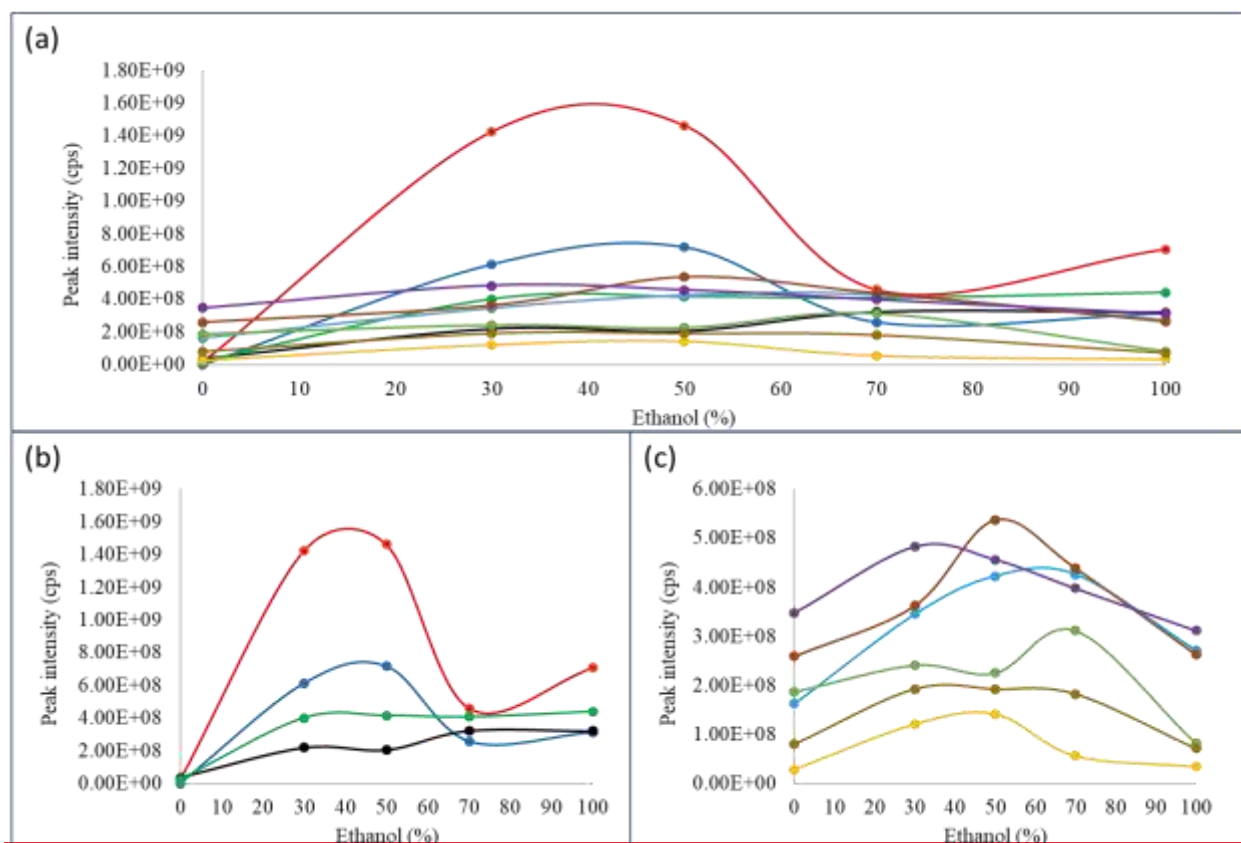 (a)
Peak intensity (cps)
1.80E+09
1.60E+09
1.40E+09
1.20E+09
1.00E+09
8.00E+08
6.00E+08
4.00E+08
2.00E+08
0.00E+00
0 10 20 30 40 50 60 70 80 90 100
Ethanol (%)
(b)
Peak intensity (cps)
1.80E+09
1.60E+09
1.40E+09
1.20E+09
1.00E+09
8.00E+08
6.00E+08
4.00E+08
2.00E+08
0.00E+00
0 10 20 30 40 50 60 70 80 90 100
Ethanol (%)
(c)
Peak intensity (cps)
6.00E+08
5.00E+08
4.00E+08
3.00E+08
2.00E+08
1.00E+08
0.00E+00
0 10 20 30 40 50 60 70 80 90 100
Ethanol (%)